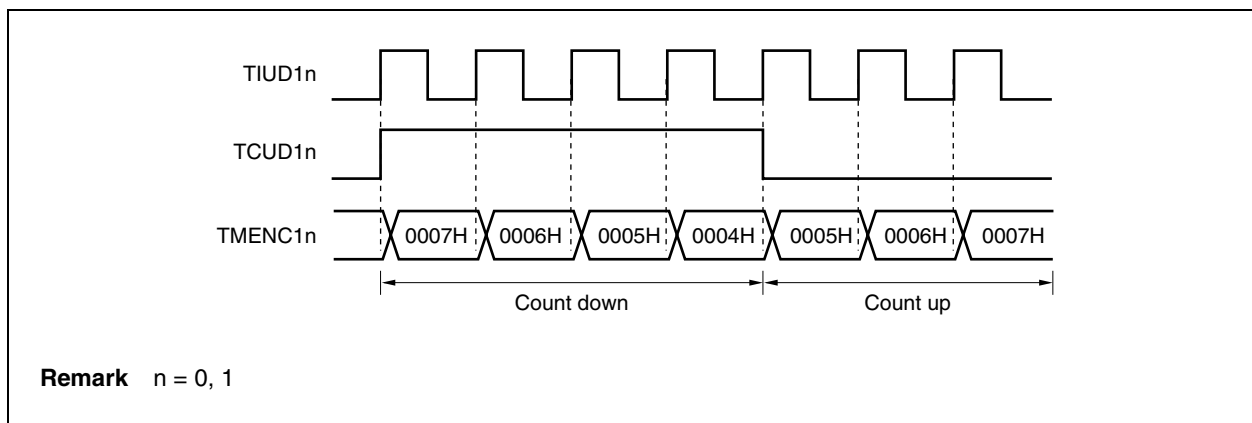 TIUD1n
TCUD1n
TMENC1n 0007H 0006H 0005H 0004H 0005H 0006H 0007H
Count down Count up
Remark n = 0, 1